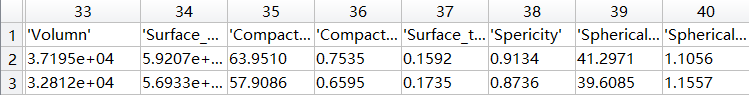 33 34 35 36 37 38 39 40
1 'Volumn' 'Surface_... 'Compact... 'Compact... 'Surface_t... 'Spericity' 'Spherical... 'Spherical...
2 3.7195e+04 5.9207e+... 63.9510 0.7535 0.1592 0.9134 41.2971 1.1056
3 3.2812e+04 5.6933e+... 57.9086 0.6595 0.1735 0.8736 39.6085 1.1557